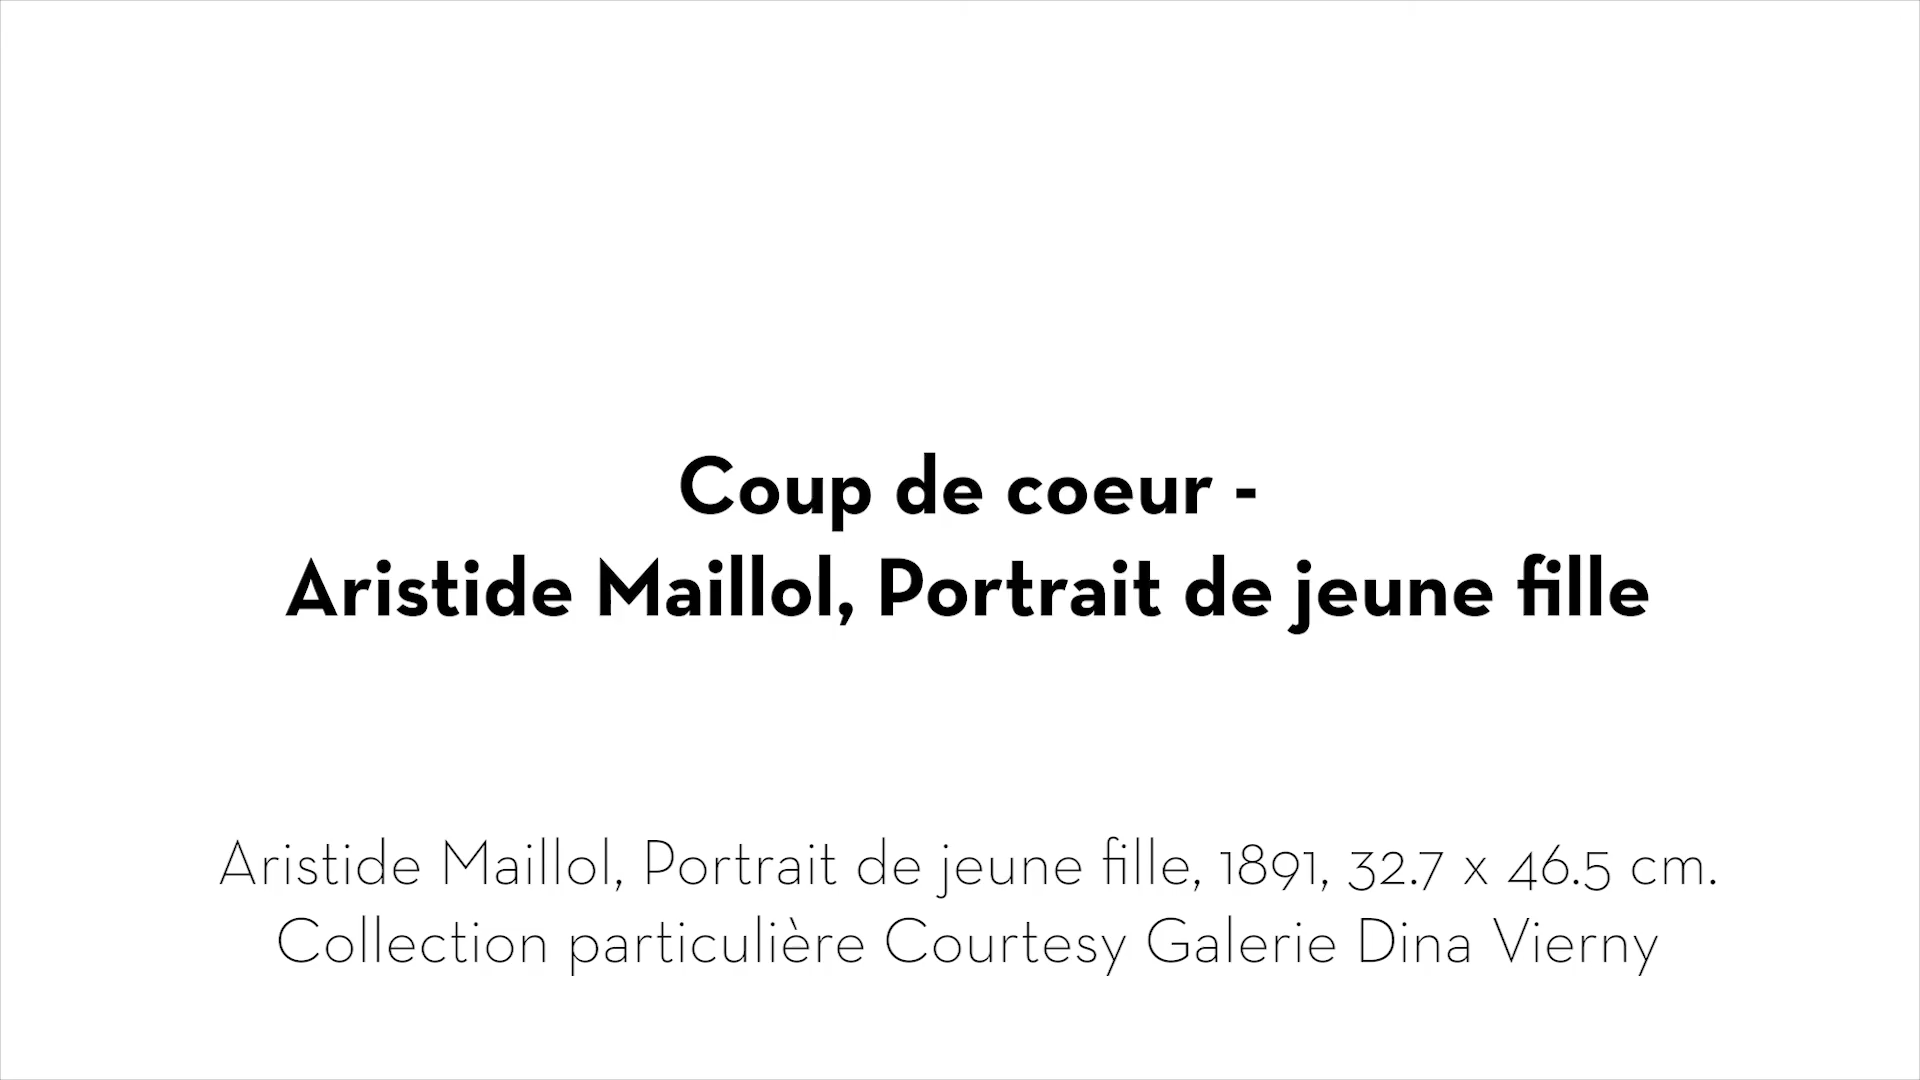 Coup de coeur -
Aristide Maillol, Portrait de jeune fille
Aristide Maillol, Portrait de jeune fille, 1891, 32.7 x 46.5 cm.
Collection particulière Courtesy Galerie Dina Vierny